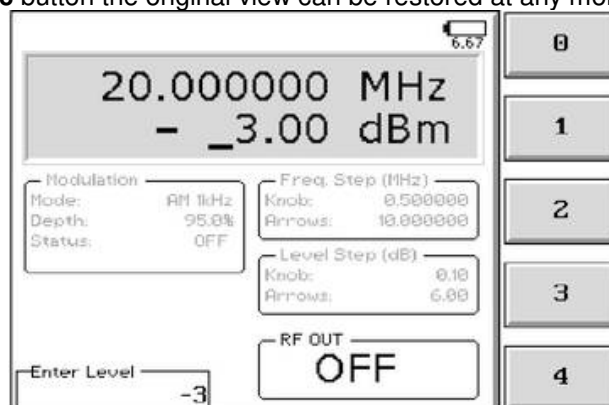 button the original view can be restored at any mo
6.67
20.000000 MHz
- _3.00 dBm
Modulation
Mode: AM 1kHz
Depth: 95.0%
Status: OFF
Freq. Step (MHz)
Knob: 0.500000
Arrows: 10.000000
Level Step (dB)
Knob: 0.10
Arrows: 6.00
RF OUT
OFF
Enter Level
-3
0
1
2
3
4